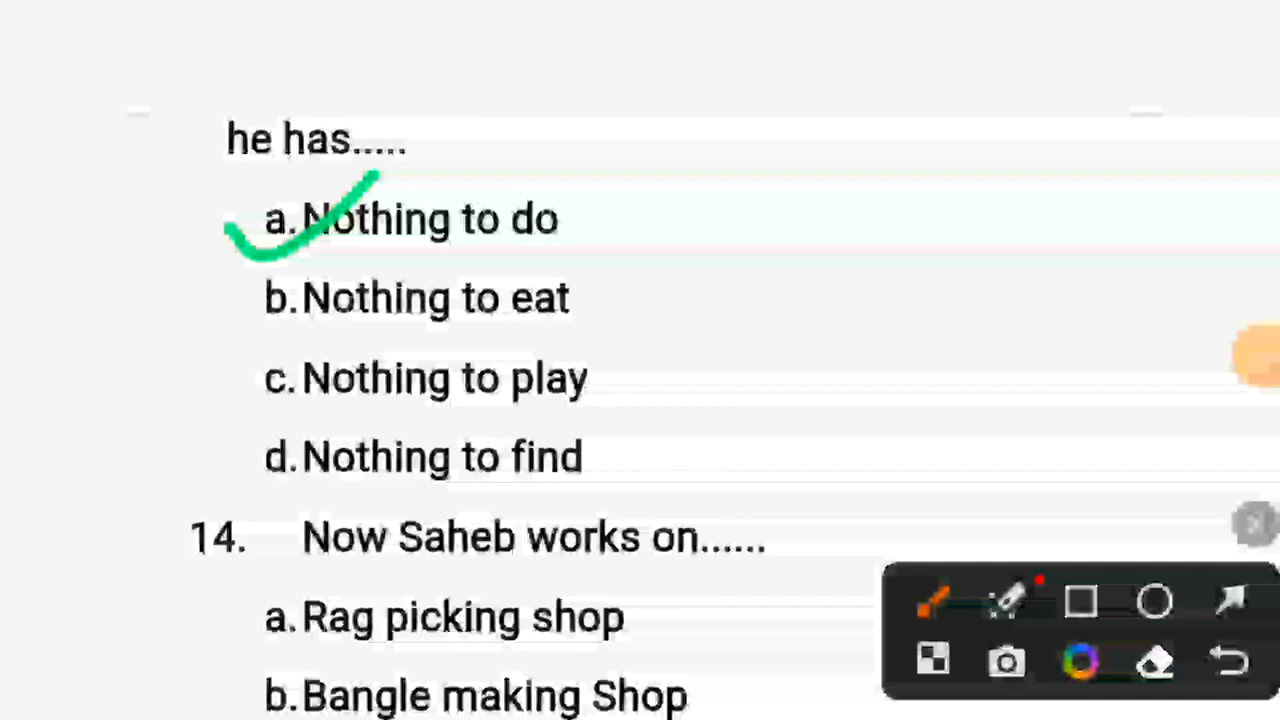 he has.....
a. Nothing to do
b. Nothing to eat
c. Nothing to play
d. Nothing to find
14. Now Saheb works on......
a. Rag picking shop
b. Bangle making Shop